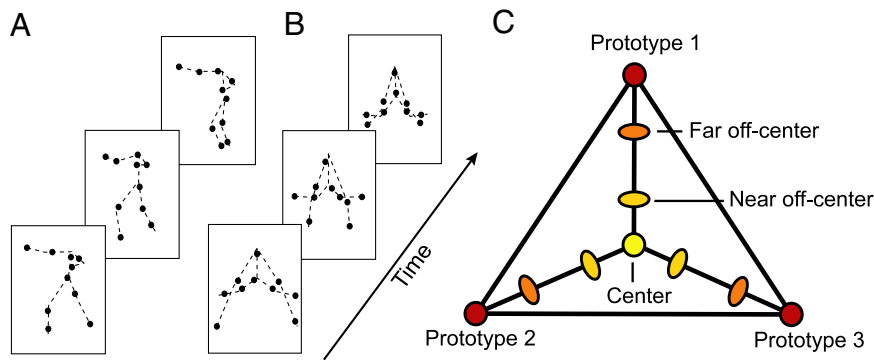 A
B
C
Prototype 1
Far off-center
Near off-center
Time
Center
Prototype 2
Prototype 3